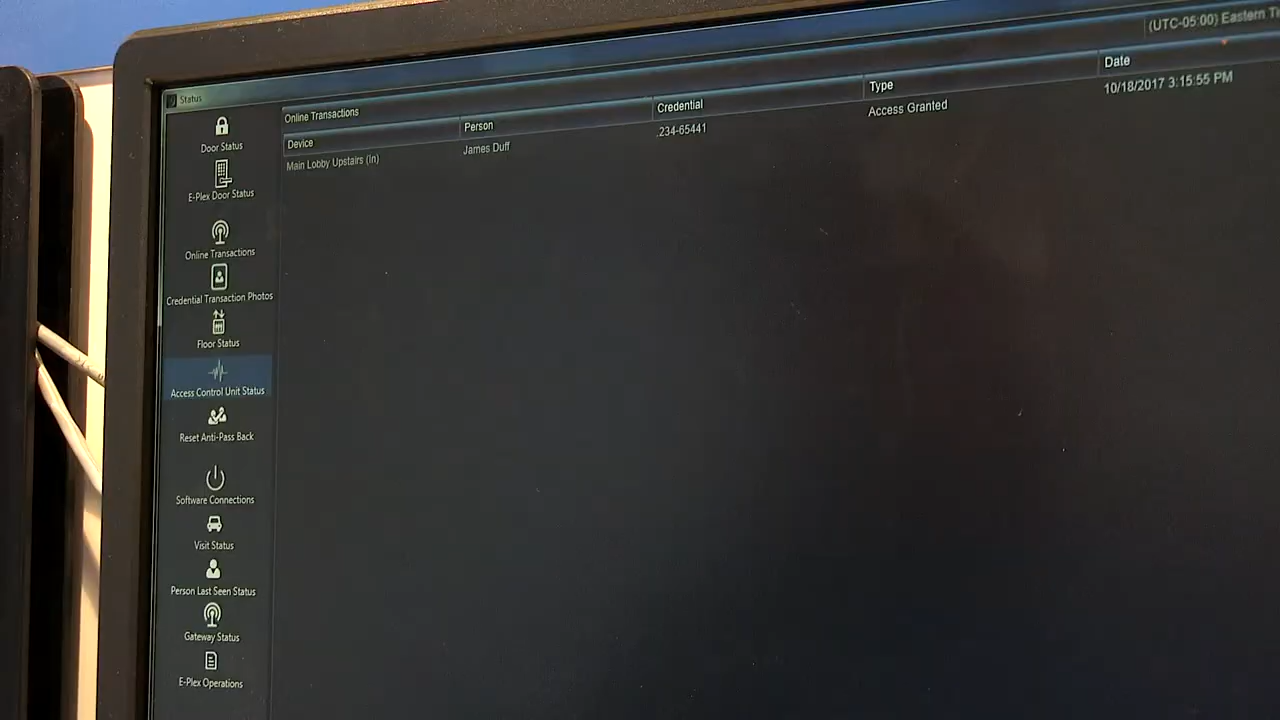 (UTC-05:00) Eastern
Status
Online Transactions
Device Person Credential Type Date
Main Lobby Upstairs (In) James Duff .234-65441 Access Granted 10/18/2017 3:15:55 PM
Door Status
E-Plex Door Status
Online Transactions
Credential Transaction Photos
Floor Status
Access Control Unit Status
Reset Anti-Pass Back
Software Connections
Visit Status
Person Last Seen Status
Gateway Status
E-Plex Operations